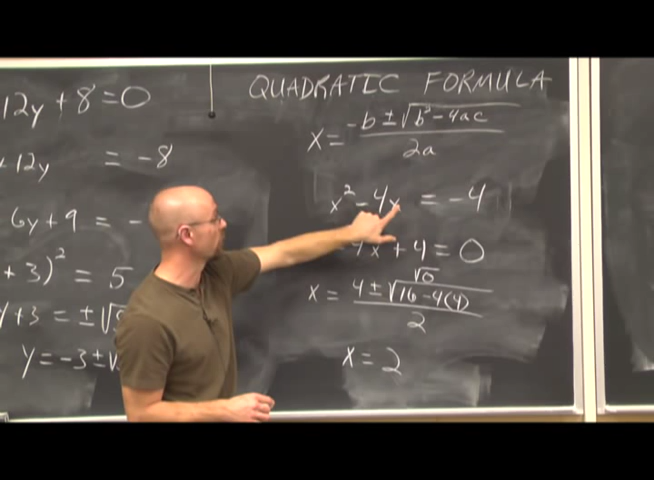 12y + 8 = 0
+ 12y = -8
6y + 9 = -
+ 3)² = 5
y + 3 = ±√
y = -3 ± √
QUADRATIC FORMULA
x = (-b ± √(b² - 4ac)) / 2a
x² - 4x = -4
4x + 4 = 0
√0
x = (4 ± √(16 - 4(4))) / 2
x = 2